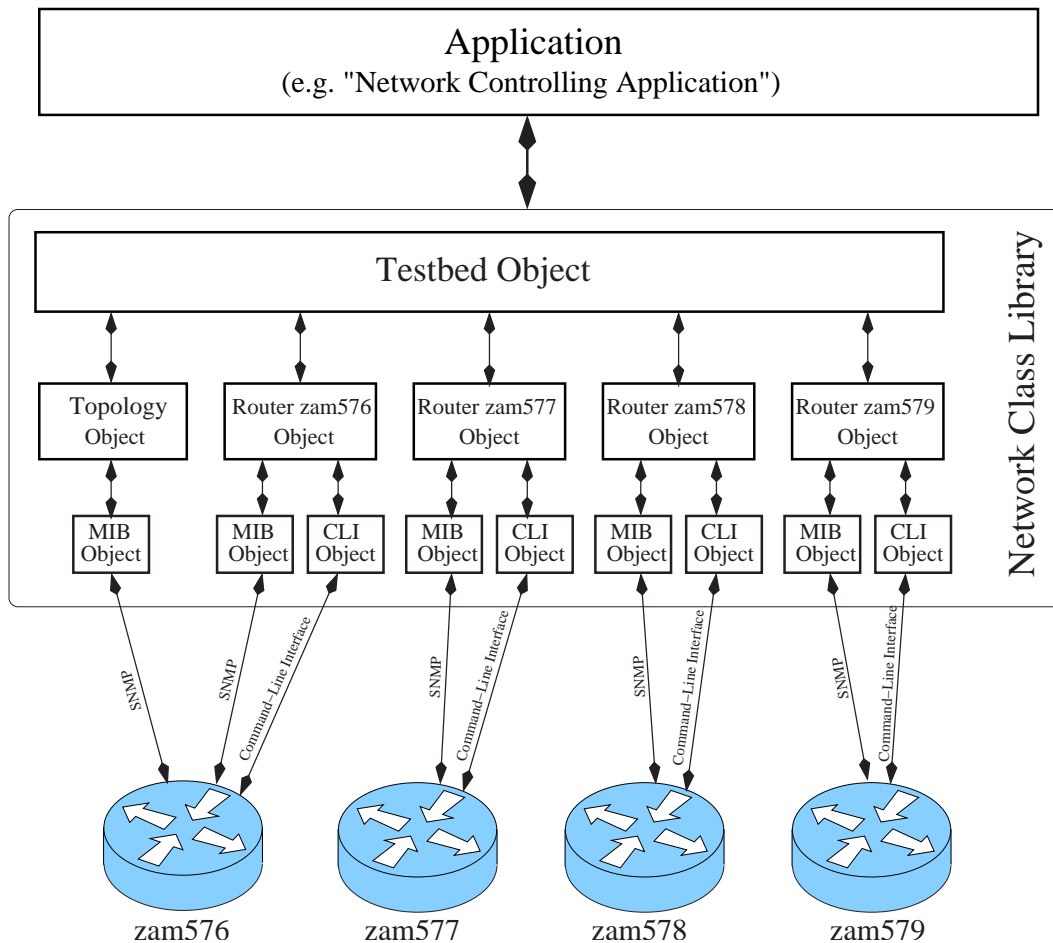 Application
(e.g. "Network Controlling Application")
Network Class Library
Testbed Object
Topology
Object
Router zam576
Object
Router zam577
Object
Router zam578
Object
Router zam579
Object
MIB
Object
MIB
Object
CLI
Object
MIB
Object
CLI
Object
MIB
Object
CLI
Object
MIB
Object
CLI
Object
SNMP
SNMP
Command−Line Interface
SNMP
Command−Line Interface
SNMP
Command−Line Interface
SNMP
Command−Line Interface
zam576
zam577
zam578
zam579